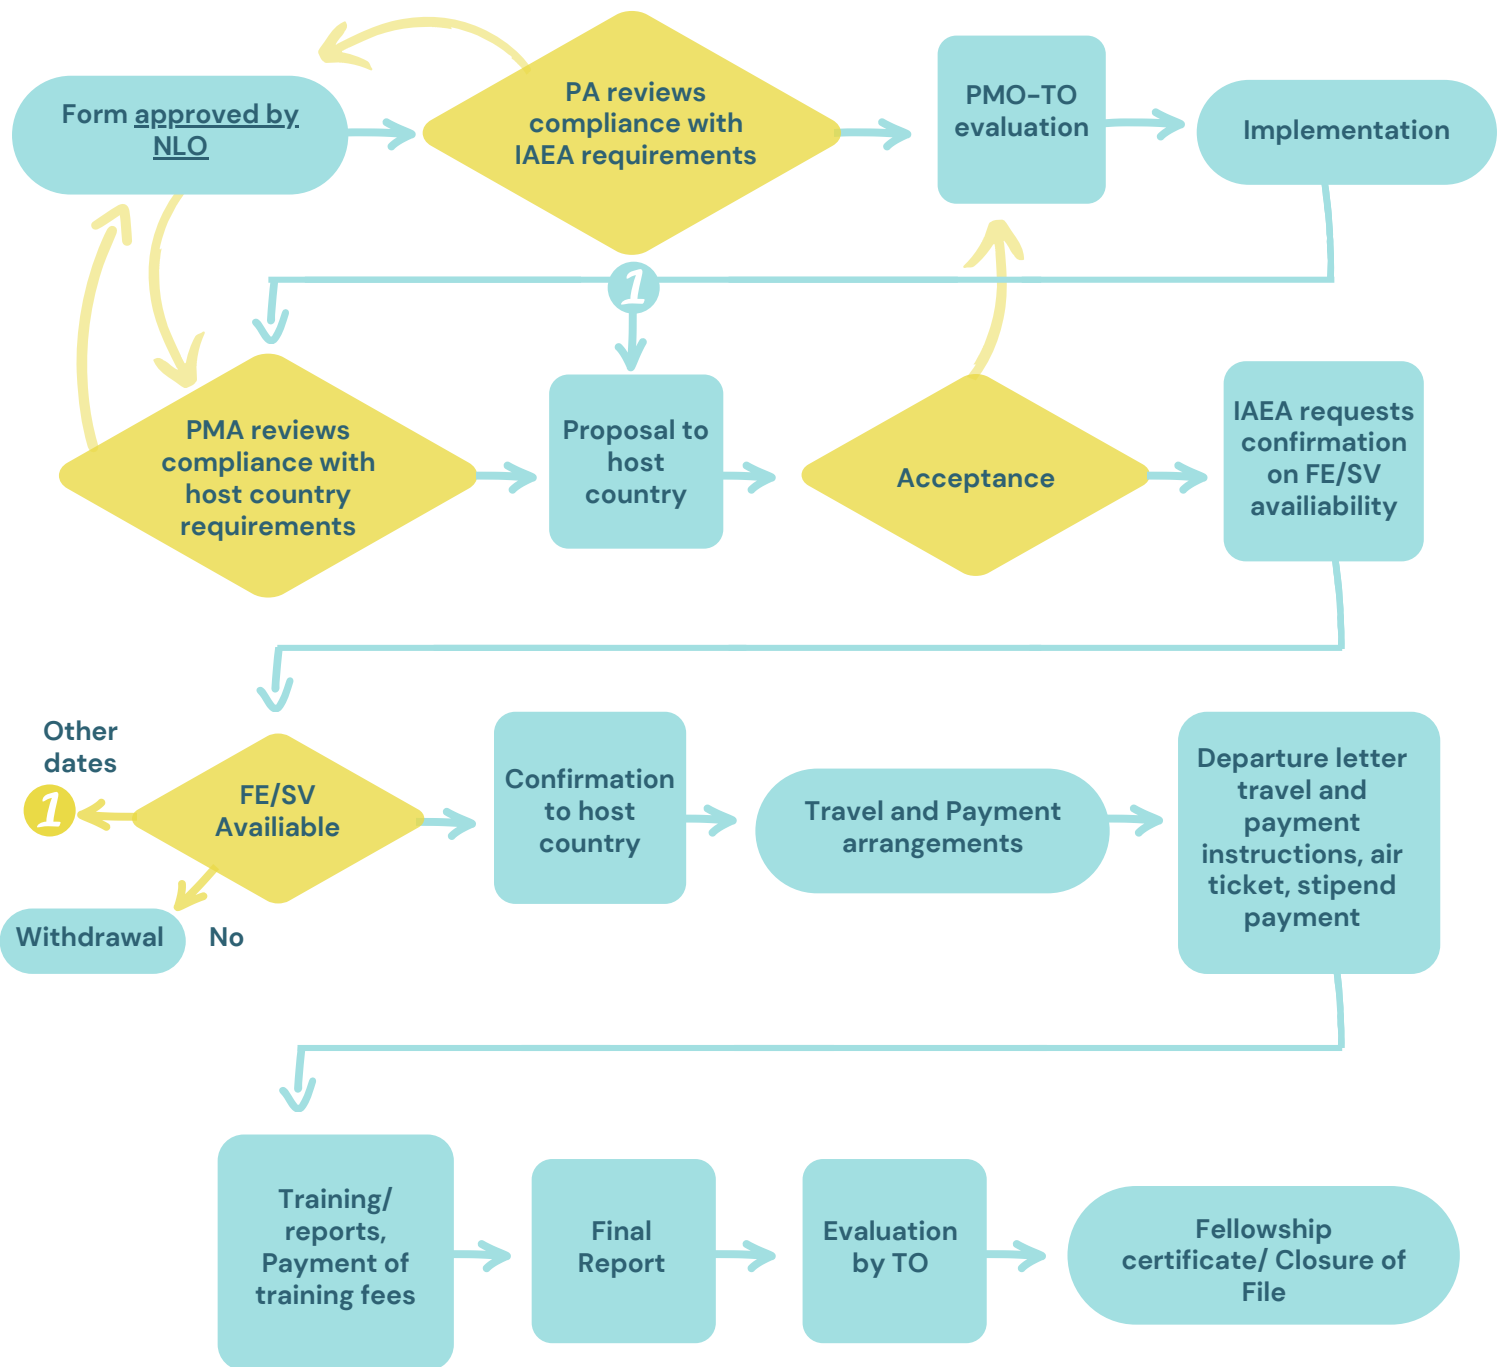 Form approved by
NLO
PA reviews
compliance with
IAEA requirements
PMO-TO
evaluation
Implementation
1
PMA reviews
compliance with
host country
requirements
Proposal to
host
country
Acceptance
IAEA requests
confirmation
on FE/SV
availiability
Other
dates
1
FE/SV
Availiable
Withdrawal
No
Confirmation
to host
country
Travel and Payment
arrangements
Departure letter
travel and
payment
instructions, air
ticket, stipend
payment
Training/
reports,
Payment of
training fees
Final
Report
Evaluation
by TO
Fellowship
certificate/ Closure of
File